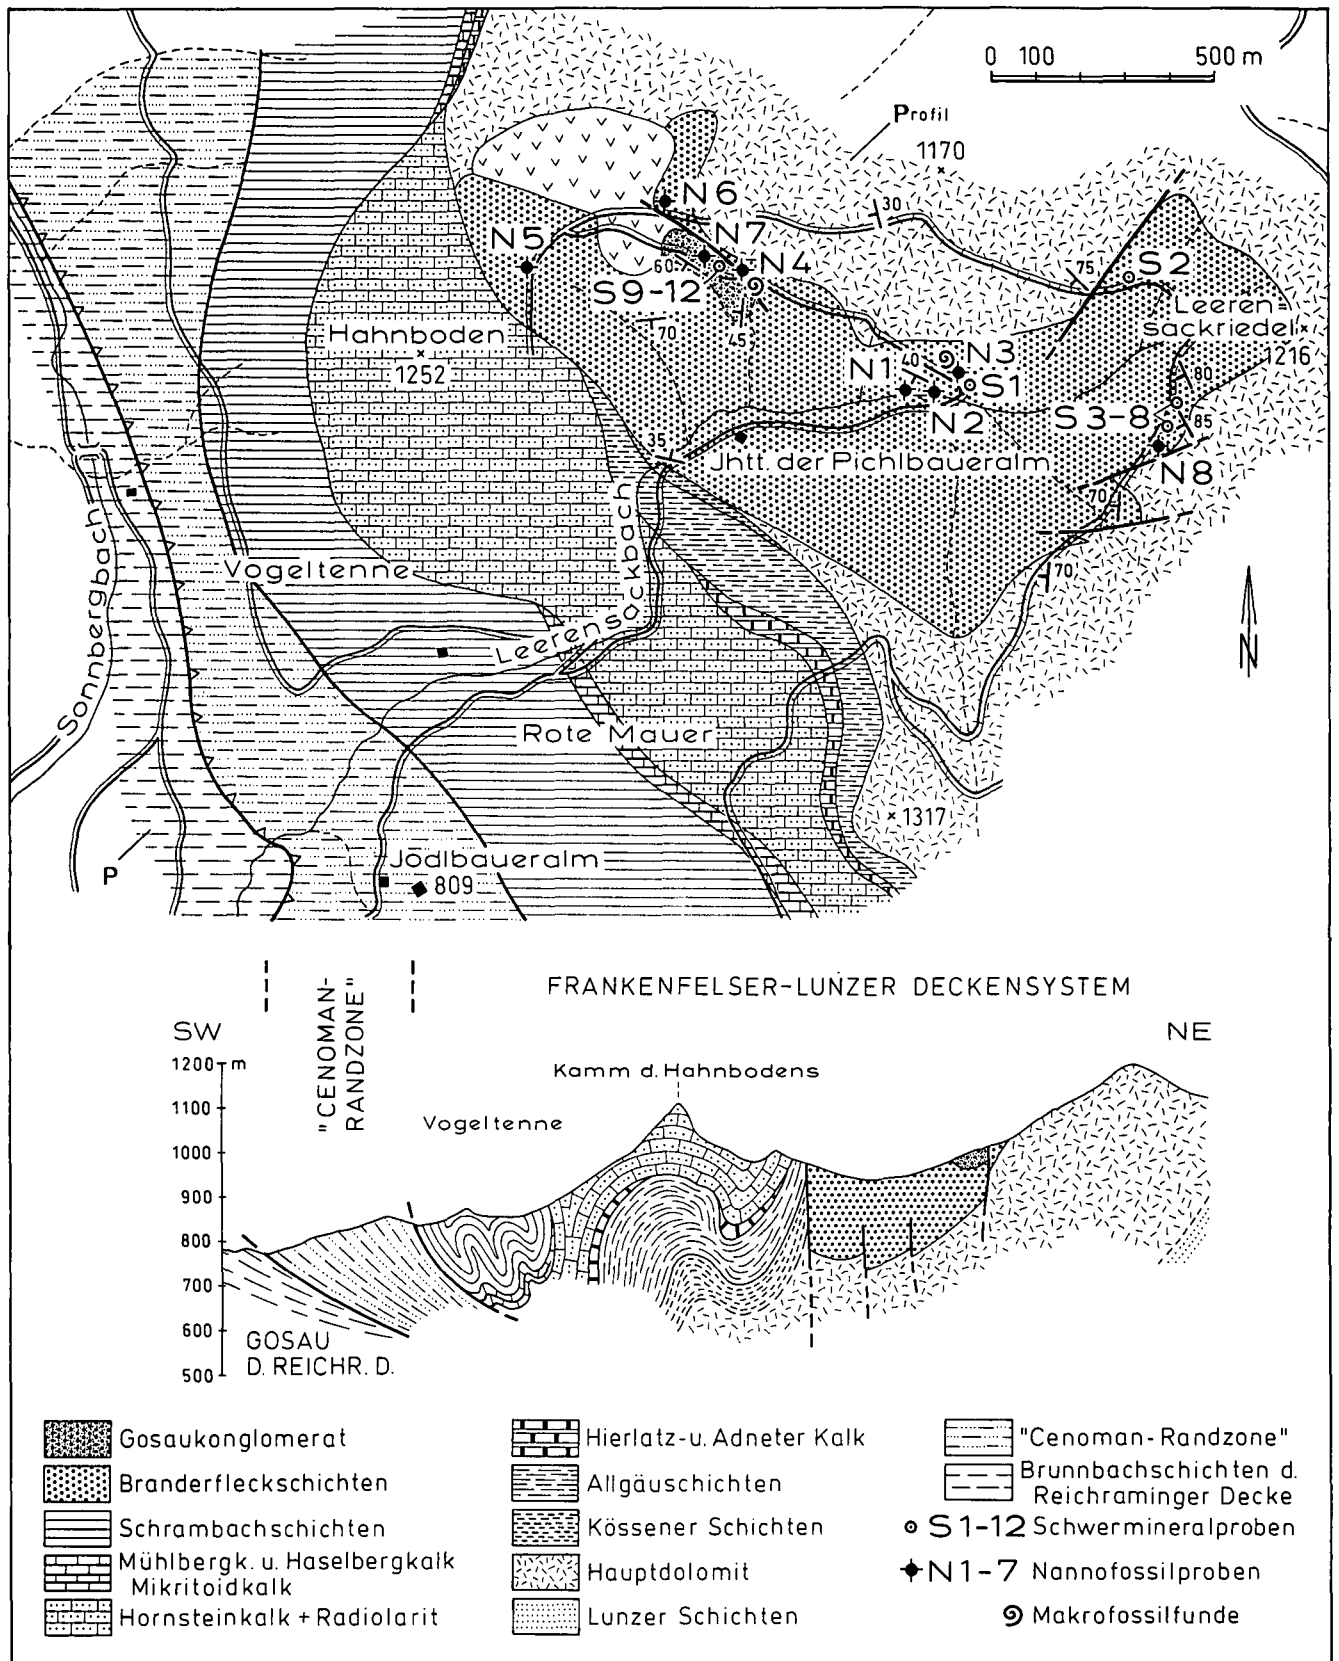 0 100 500 m
Profil
1170
30
N6
N5
N7
N4
60
S9-12
75
S2
Leeren-
sackriedel
1216
70
45
Hahnboden
1252
N1
40
N3
S1
N2
80
S3-8
85
35
Jhtt. der Pichlbaueralm
N8
70
70
Sonnbergbach
Vogeltenne
Leerensockbach
N
Rote Mauer
1317
P
Jodlbaueralm
809
"CENOMAN-
RANDZONE"
FRANKENFELSER-LUNZER DECKENSYSTEM
SW
NE
1200 m
1100
1000
900
800
700
600
500
Kamm d. Hahnbodens
Vogeltenne
GOSAU
D. REICHR. D.
Gosaukonglomerat
Branderfleckschichten
Schrambachschichten
Mühlbergk. u. Haselbergkalk
Mikritoidkalk
Hornsteinkalk + Radiolarit
Hierlatz-u. Adneter Kalk
Allgäuschichten
Kössener Schichten
Hauptdolomit
Lunzer Schichten
"Cenoman-Randzone"
Brunnbachschichten d.
Reichraminger Decke
S1-12 Schwermineralproben
N1-7 Nannofossilproben
Makrofossilfunde